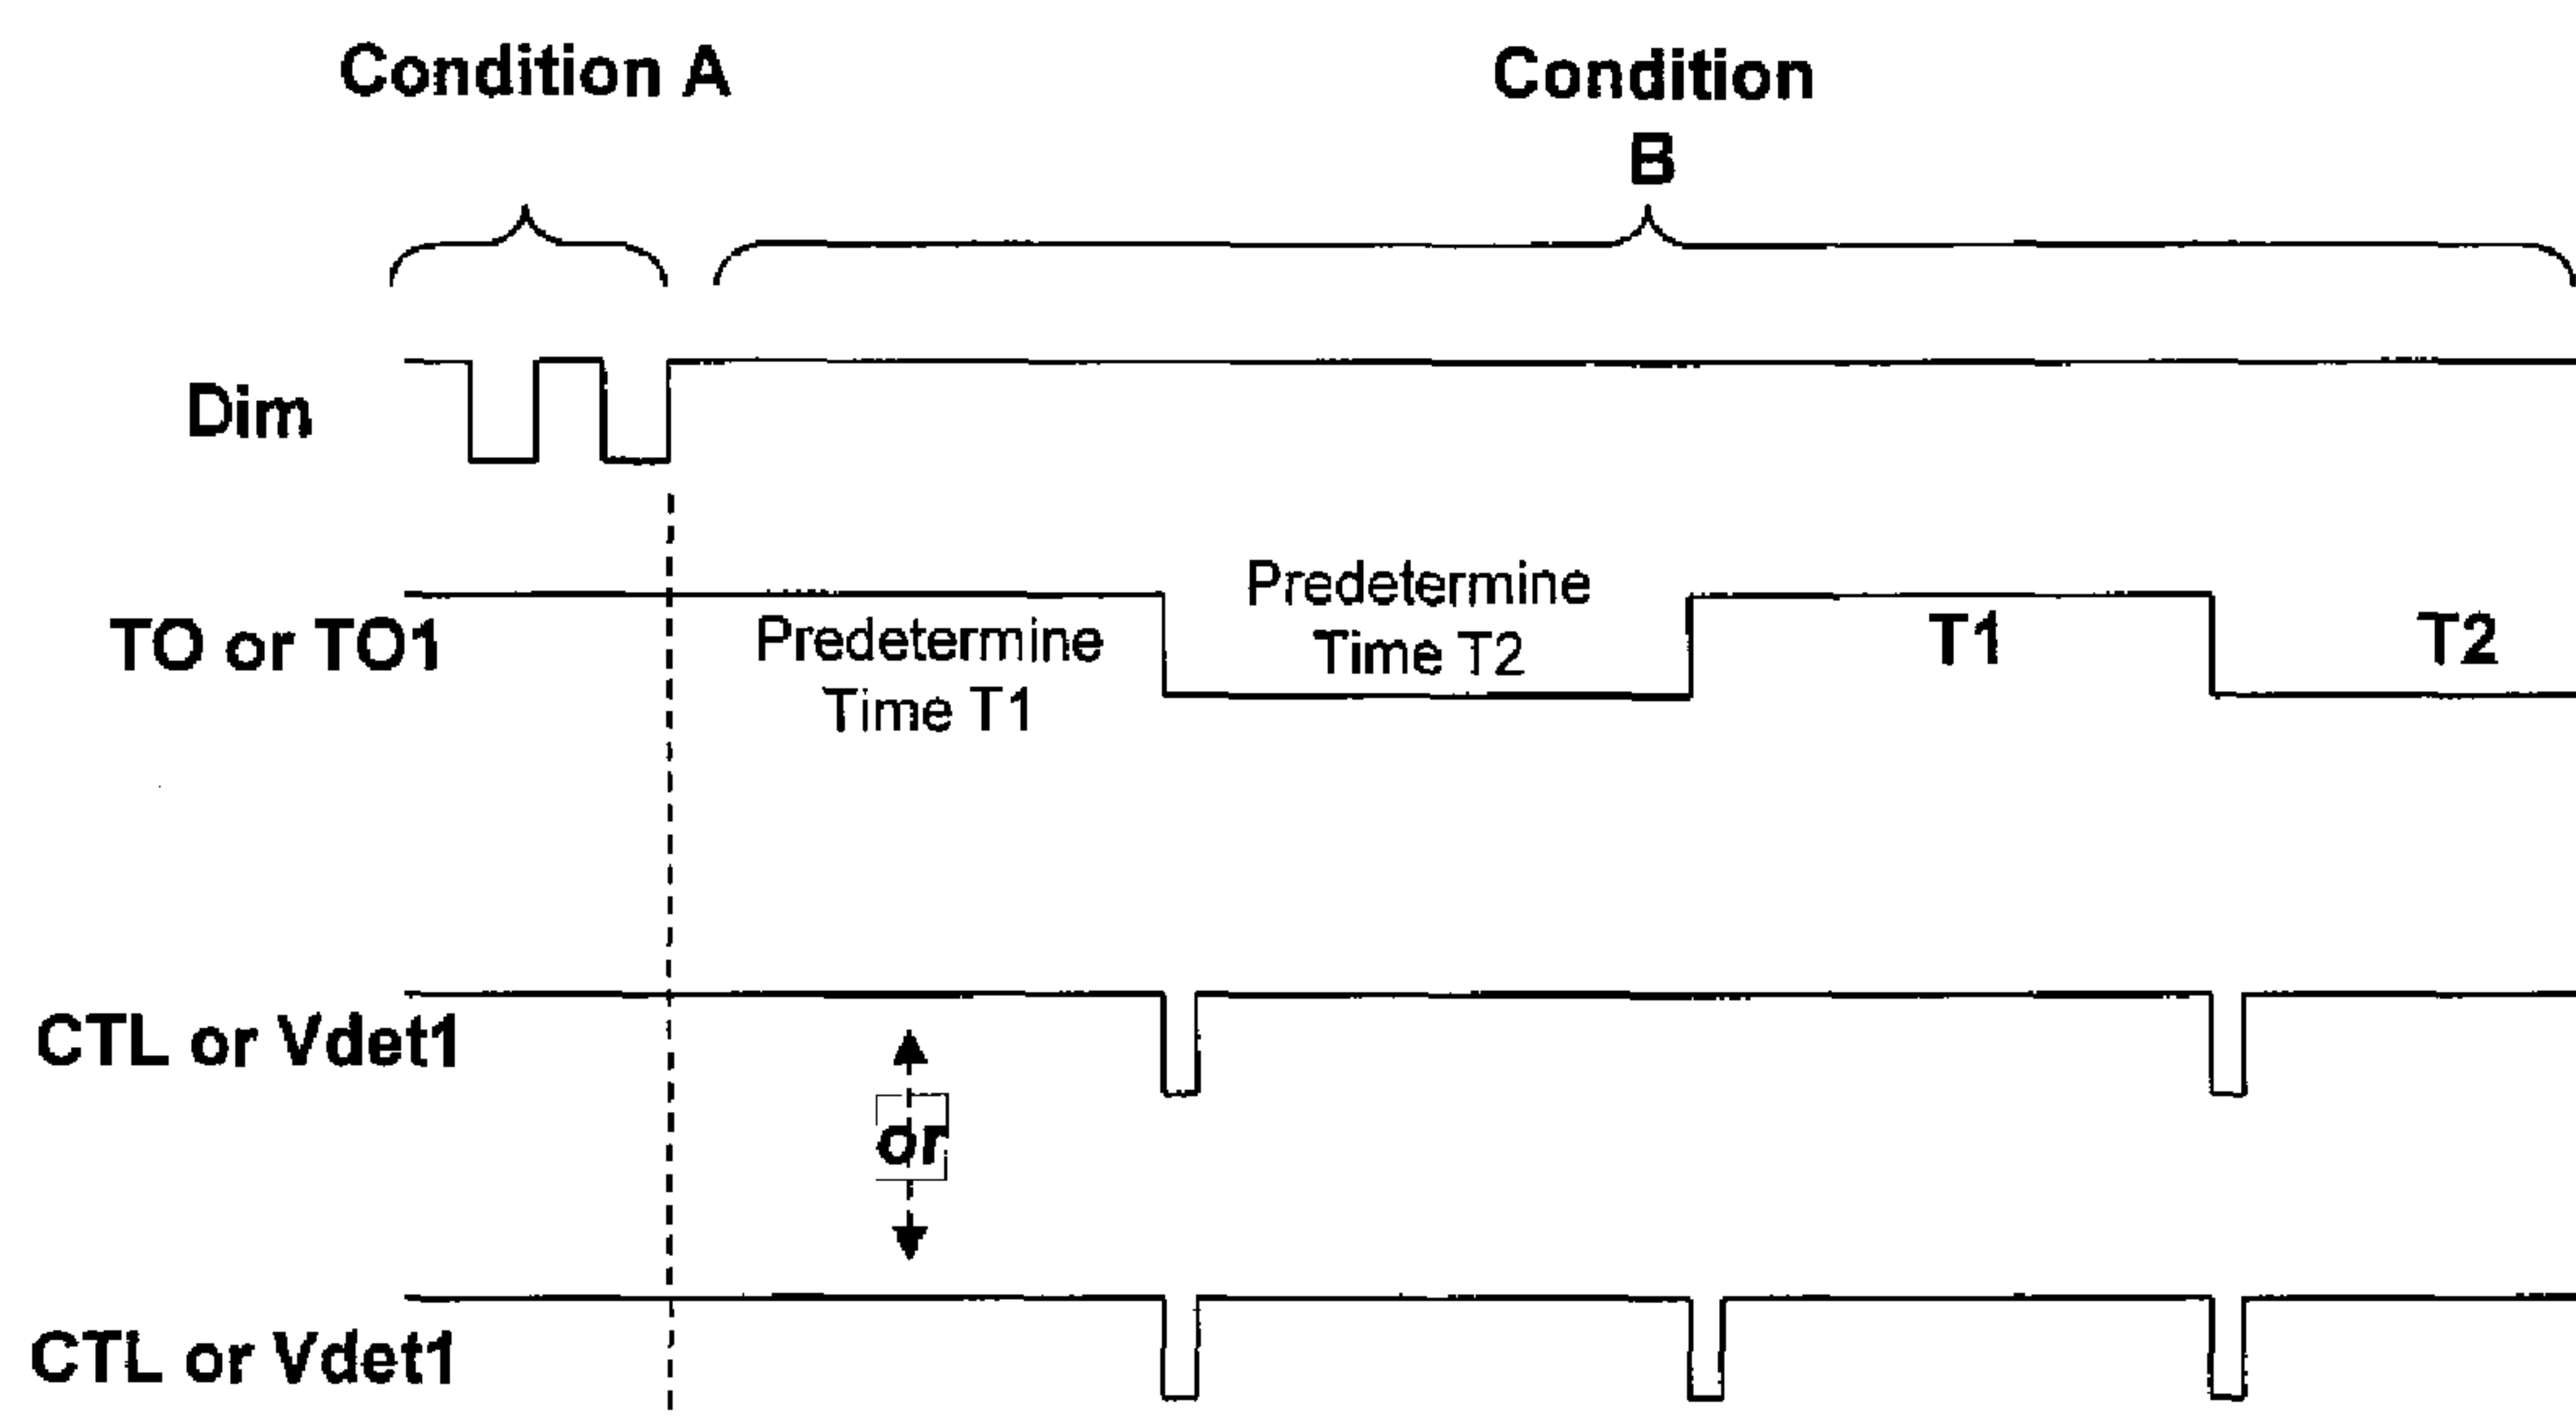 Condition A
Condition
B
Dim
TO or TO1
Predetermine
Time T1
Predetermine
Time T2
T1
T2
CTL or Vdet1
or
CTL or Vdet1